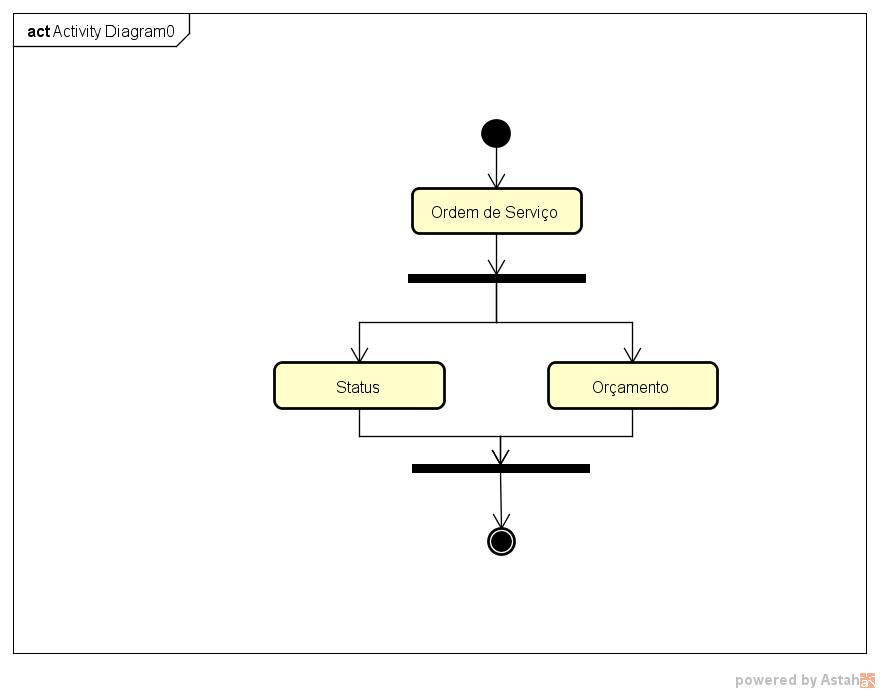 act Activity Diagram0
Ordem de Serviço
Status
Orçamento
powered by Astah